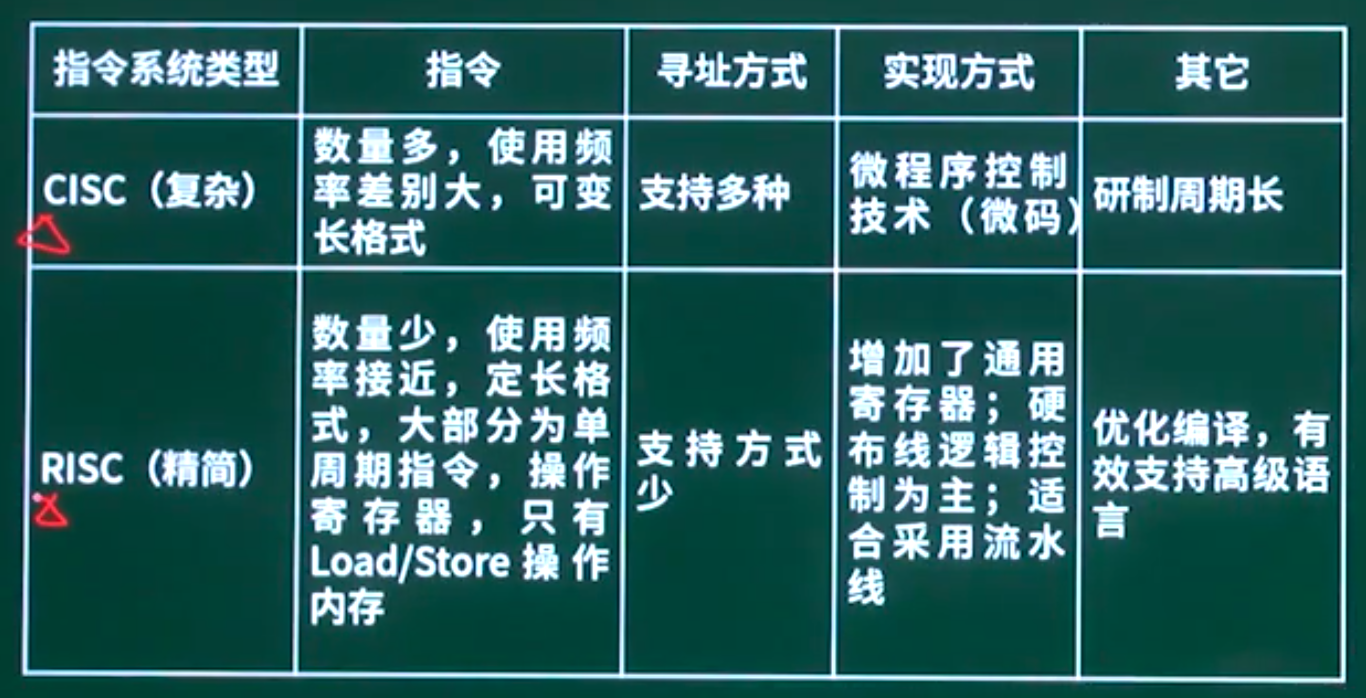 指令系统类型
指令
寻址方式
实现方式
其它
CISC（复杂）
数量多，使用频
率差别大，可变
长格式
支持多种
微程序控制
技术（微码）
研制周期长
RISC（精简）
数量少，使用频
率接近，定长格
式，大部分为单
周期指令，操作
寄存器，只有
Load/Store操作
内存
支持方式
少
增加了通用
寄存器；硬
布线逻辑控
制为主；适
合采用流水
线
优化编译，有
效支持高级语
言